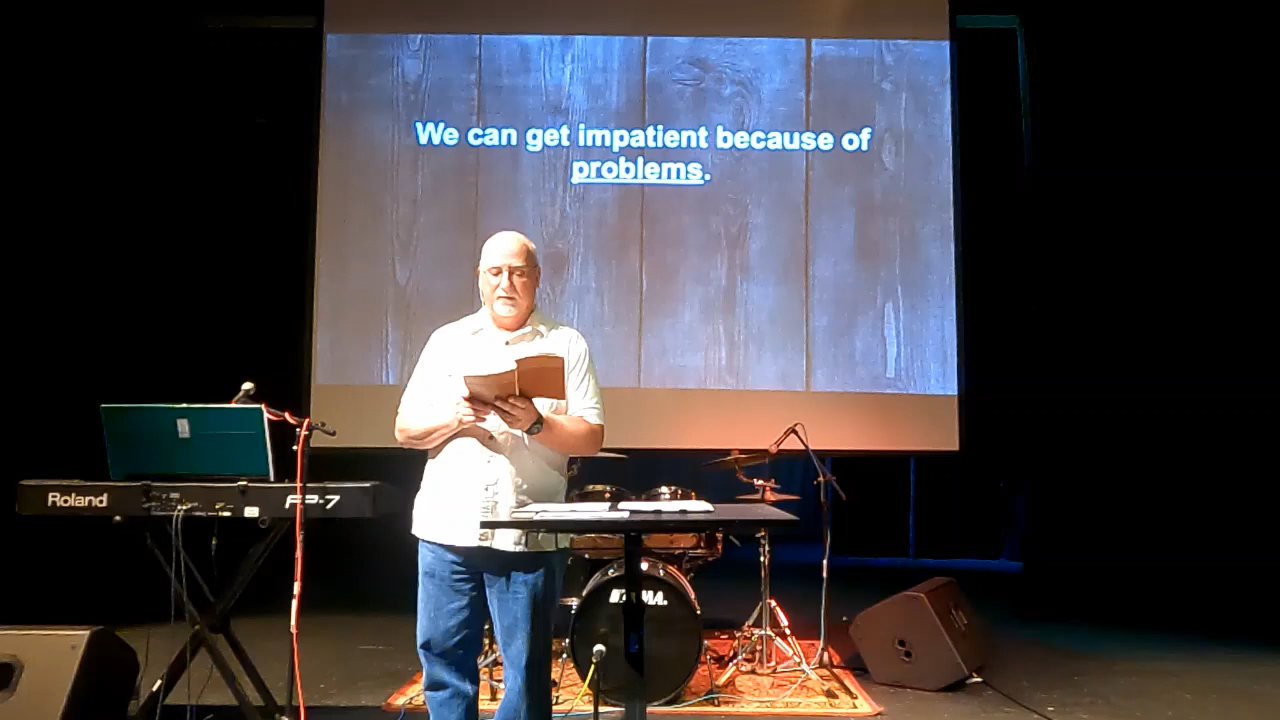 We can get impatient because of
problems.
Roland
FP-7
TAMA.